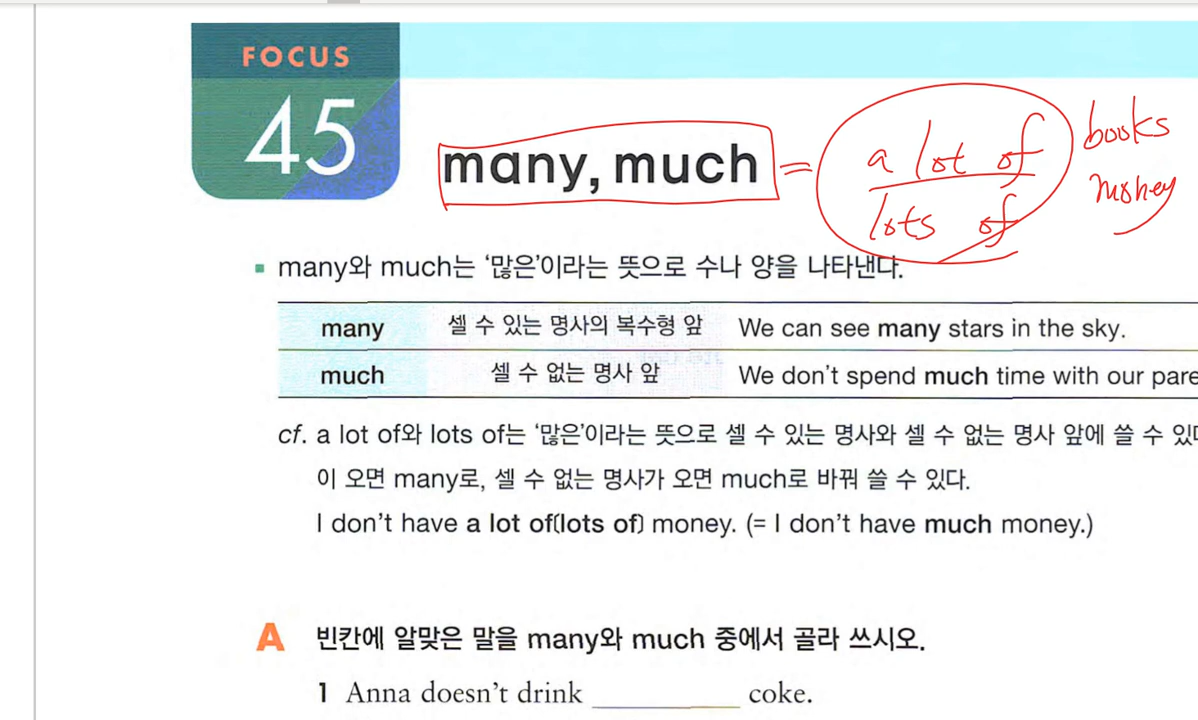 FOCUS
45
many, much = a lot of
lots of
books
money
many와 much는 ‘많은’이라는 뜻으로 수나 양을 나타낸다.
many 셀 수 있는 명사의 복수형 앞 We can see many stars in the sky.
much 셀 수 없는 명사 앞 We don’t spend much time with our pare
cf. a lot of와 lots of는 ‘많은’이라는 뜻으로 셀 수 있는 명사와 셀 수 없는 명사 앞에 쓸 수 있
이 오면 many로, 셀 수 없는 명사가 오면 much로 바꿔 쓸 수 있다.
I don’t have a lot of(lots of) money. (= I don’t have much money.)
A 빈칸에 알맞은 말을 many와 much 중에서 골라 쓰시오.
1 Anna doesn’t drink ________ coke.